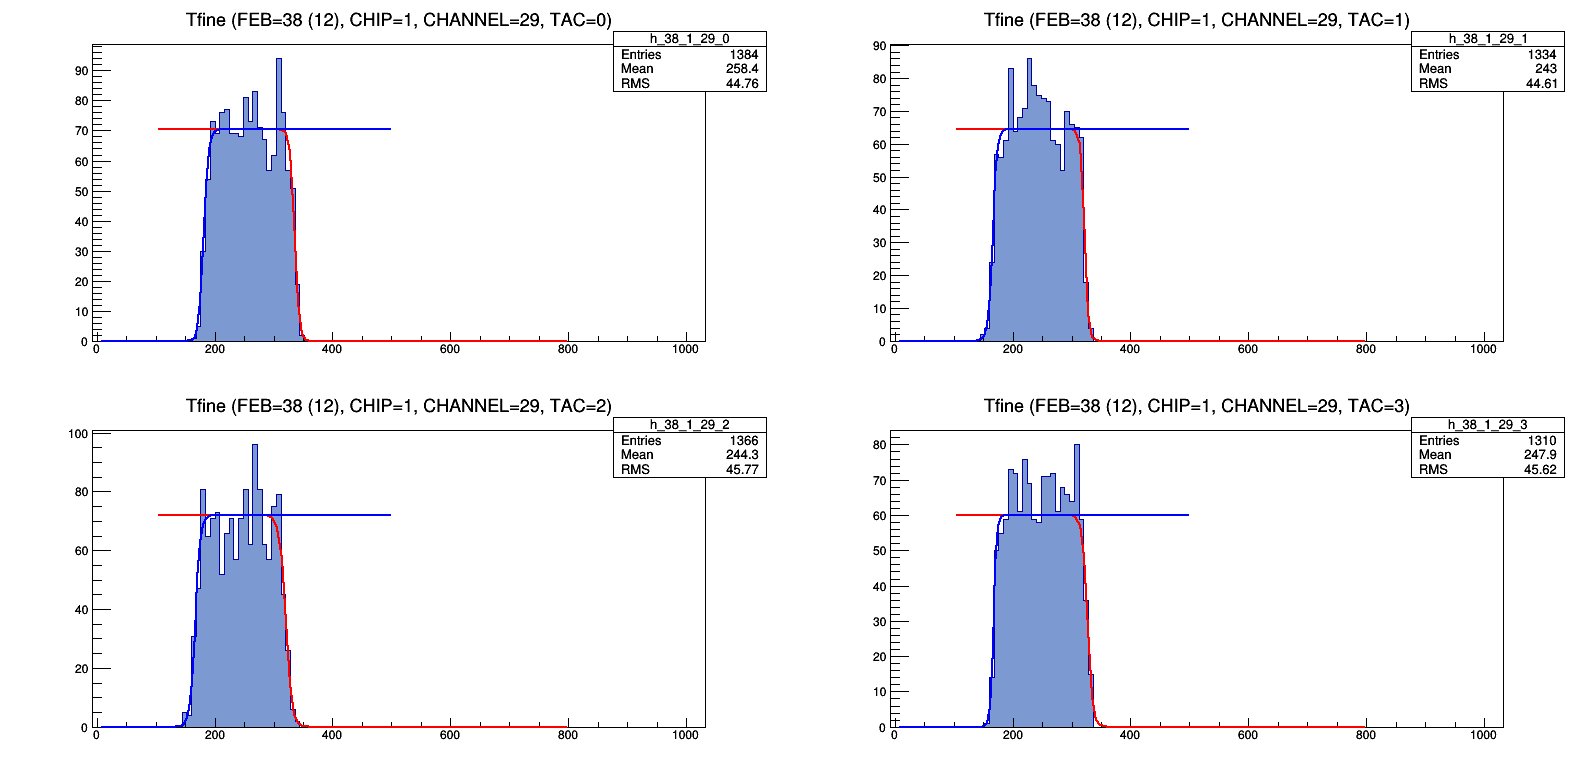 Tfine (FEB=38 (12), CHIP=1, CHANNEL=29, TAC=0)
h_38_1_29_0
Entries 1384
Mean 258.4
RMS 44.76
90
80
70
60
50
40
30
20
10
0
0 200 400 600 800 1000
Tfine (FEB=38 (12), CHIP=1, CHANNEL=29, TAC=1)
h_38_1_29_1
Entries 1334
Mean 243
RMS 44.61
90
80
70
60
50
40
30
20
10
0
0 200 400 600 800 1000
Tfine (FEB=38 (12), CHIP=1, CHANNEL=29, TAC=2)
h_38_1_29_2
Entries 1366
Mean 244.3
RMS 45.77
100
80
60
40
20
0
0 200 400 600 800 1000
Tfine (FEB=38 (12), CHIP=1, CHANNEL=29, TAC=3)
h_38_1_29_3
Entries 1310
Mean 247.9
RMS 45.62
80
70
60
50
40
30
20
10
0
0 200 400 600 800 1000